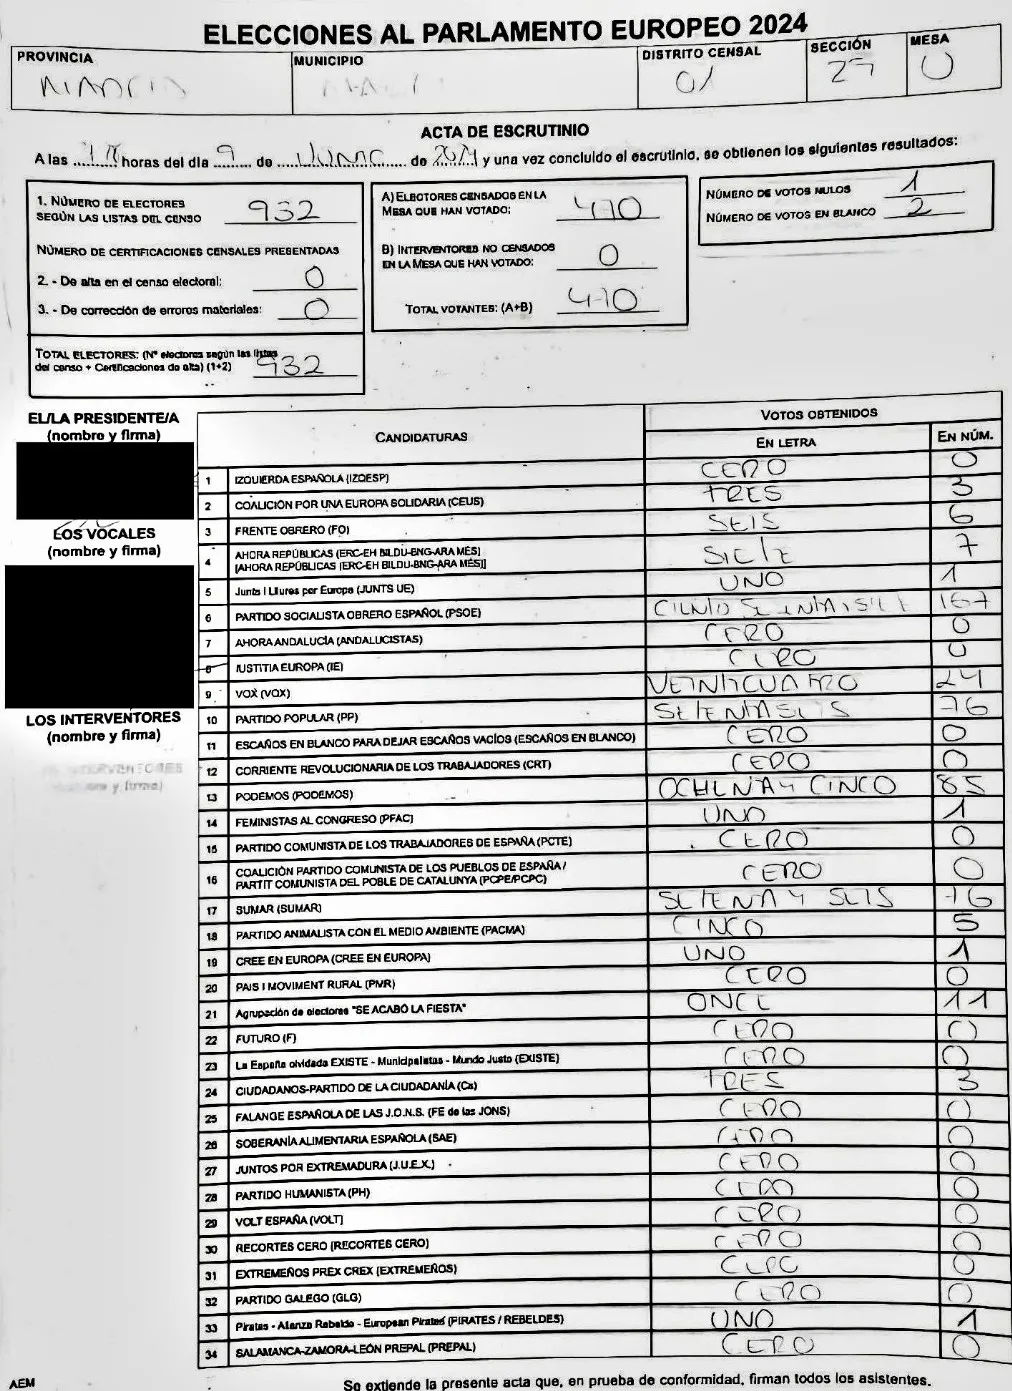 ELECCIONES AL PARLAMENTO EUROPEO 2024
PROVINCIA MUNICIPIO DISTRITO CENSAL SECCIÓN MESA
01 29 U
ACTA DE ESCRUTINIO
A las horas del día 9 de JUNIO de 2024 y una vez concluido el escrutinio, se obtienen los siguientes resultados:
1. NÚMERO DE ELECTORES
SEGÚN LAS LISTAS DEL CENSO 932
NÚMERO DE CERTIFICACIONES CENSALES PRESENTADAS
2. - De alta en el censo electoral: 0
3. - De corrección de errores materiales: 0
TOTAL ELECTORES: (Nº electores según las listas
del censo + Certificaciones de alta) (1+2) 932
A) ELECTORES CENSADOS EN LA
MESA QUE HAN VOTADO: 470
B) INTERVENTORES NO CENSADOS
EN LA MESA QUE HAN VOTADO: 0
TOTAL VOTANTES: (A+B) 470
NÚMERO DE VOTOS NULOS 1
NÚMERO DE VOTOS EN BLANCO 2
EL/LA PRESIDENTE/A
(nombre y firma)
LOS VOCALES
(nombre y firma)
LOS INTERVENTORES
(nombre y firma)
CANDIDATURAS VOTOS OBTENIDOS
EN LETRA EN NÚM.
1 IZQUIERDA ESPAÑOLA (IZQESP) CERO 0
2 COALICIÓN POR UNA EUROPA SOLIDARIA (CEUS) TRES 3
3 FRENTE OBRERO (FO) SEIS 6
4 AHORA REPÚBLICAS (ERC-EH BILDU-BNG-ARA MÉS)
[AHORA REPÚBLICAS (ERC-EH BILDU-BNG-ARA MÉS)] SIETE 7
5 Junts i Lliures per Europa (JUNTS UE) UNO 1
6 PARTIDO SOCIALISTA OBRERO ESPAÑOL (PSOE) 167
7 AHORA ANDALUCÍA (ANDALUCISTAS) CERO 0
8 IUSTITIA EUROPA (IE) CERO 0
9 VOX (VOX) VEINTICUATRO 24
10 PARTIDO POPULAR (PP) SETENTASEIS 76
11 ESCAÑOS EN BLANCO PARA DEJAR ESCAÑOS VACÍOS (ESCAÑOS EN BLANCO) CERO 0
12 CORRIENTE REVOLUCIONARIA DE LOS TRABAJADORES (CRT) CERO 0
13 PODEMOS (PODEMOS) OCHENTA Y CINCO 85
14 FEMINISTAS AL CONGRESO (PFAC) UNO 1
15 PARTIDO COMUNISTA DE LOS TRABAJADORES DE ESPAÑA (PCTE) CERO 0
16 COALICIÓN PARTIDO COMUNISTA DE LOS PUEBLOS DE ESPAÑA /
PARTIT COMUNISTA DEL POBLE DE CATALUNYA (PCPE/PCPC) CERO 0
17 SUMAR (SUMAR) SETENTA Y SEIS 76
18 PARTIDO ANIMALISTA CON EL MEDIO AMBIENTE (PACMA) CINCO 5
19 CREE EN EUROPA (CREE EN EUROPA) UNO 1
20 PAIS I MOVIMENT RURAL (PMR) CERO 0
21 Agrupación de electores "SE ACABÓ LA FIESTA" ONCE 11
22 FUTURO (F) CERO 0
23 La España olvidada EXISTE - Municipalistas - Mundo Justo (EXISTE) CERO 0
24 CIUDADANOS-PARTIDO DE LA CIUDADANÍA (Cs) TRES 3
25 FALANGE ESPAÑOLA DE LAS J.O.N.S. (FE de las JONS) CERO 0
26 SOBERANÍA ALIMENTARIA ESPAÑOLA (SAE) CERO 0
27 JUNTOS POR EXTREMADURA (J.U.EX.) CERO 0
28 PARTIDO HUMANISTA (PH) CERO 0
29 VOLT ESPAÑA (VOLT) CERO 0
30 RECORTES CERO (RECORTES CERO) CERO 0
31 EXTREMEÑOS PREX CREX (EXTREMEÑOS) CERO 0
32 PARTIDO GALEGO (GLG) CERO 0
33 Piratas - Alianza Rebelde - European Pirates (PIRATES / REBELDES) UNO 1
34 SALAMANCA-ZAMORA-LEÓN PREPAL (PREPAL) CERO 0
AEM
Se extiende la presente acta que, en prueba de conformidad, firman todos los asistentes.